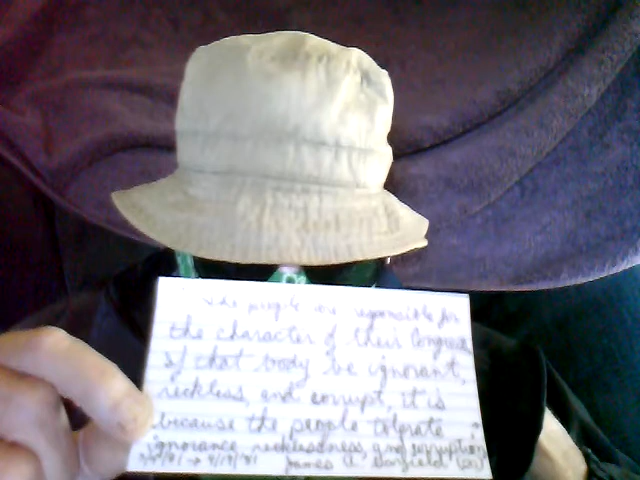 The people are responsible for
the character of their Congress.
If that body be ignorant,
reckless, and corrupt, it is
because the people tolerate
ignorance, recklessness, and corruption
James A. Garfield